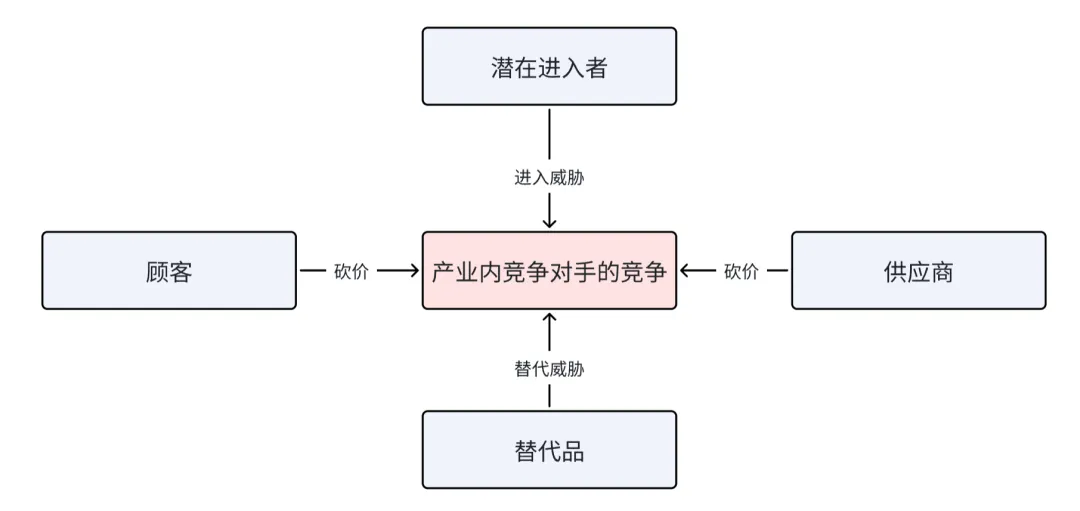 潜在进入者
进入威胁
顾客
砍价
产业内竞争对手的竞争
砍价
供应商
替代威胁
替代品